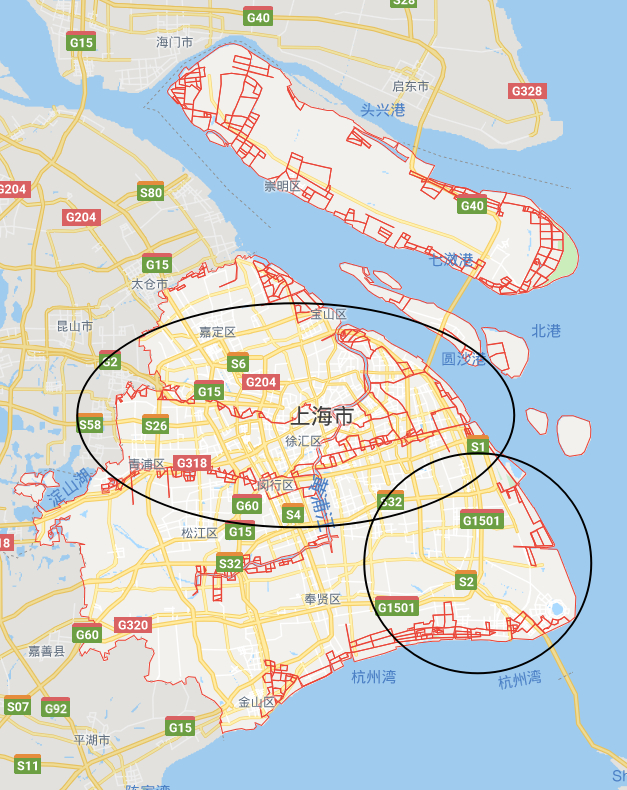 S28
G40
G15
海门市
启东市
G328
头兴港
G204
S80
崇明区
G40
G204
七滧港
G15
太仓市
宝山区
昆山市
嘉定区
北港
S2
S6
圆沙港
G204
G15
上海市
S58
S26
徐汇区
S1
青浦区
G318
闵行区
滨山湖
黄浦江
G60
S32
S4
G1501
18
松江区
G15
S32
S2
奉贤区
G1501
G320
G60
嘉善县
杭州湾
杭州湾
金山区
S07
G92
G15
平湖市
S11
Sh